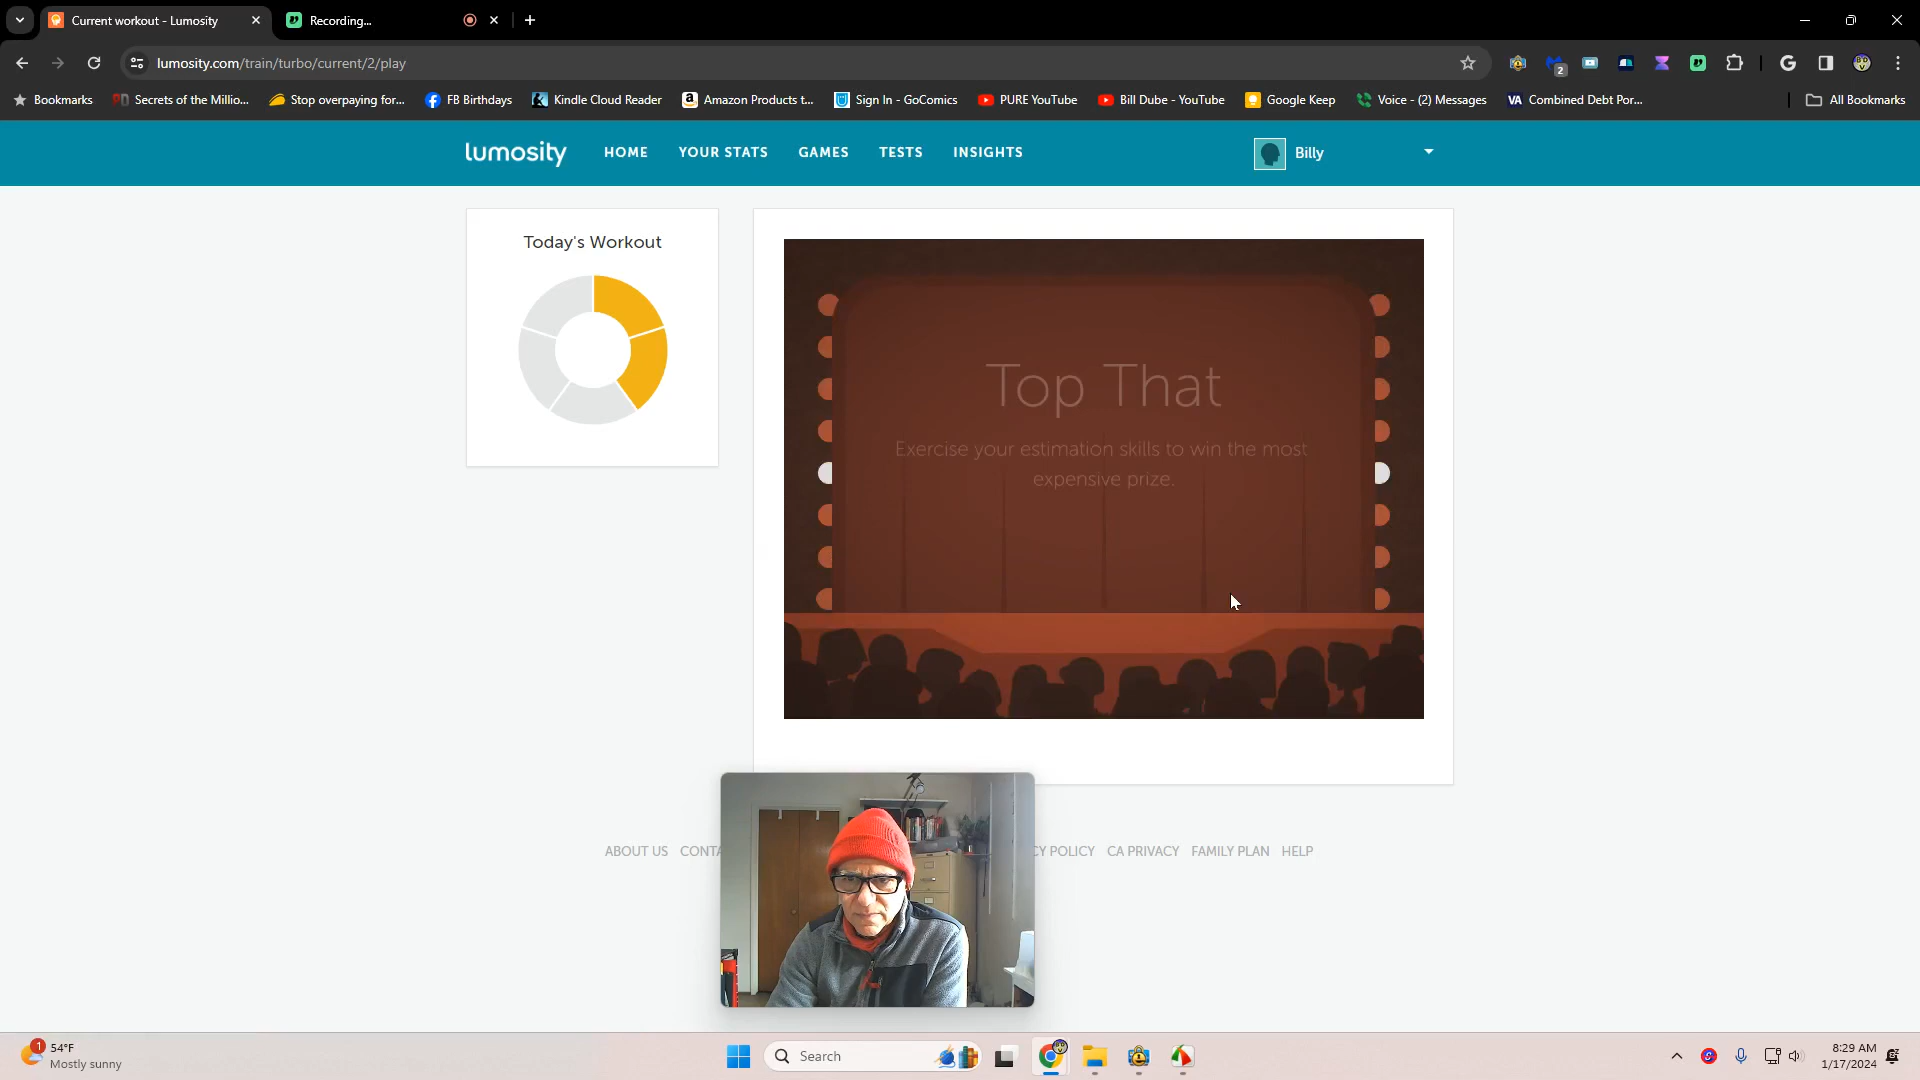 Current workout - Lumosity
Recording...
lumosity.com/train/turbo/current/2/play
2
Bookmarks
Secrets of the Millio...
Stop overpaying for...
FB Birthdays
Kindle Cloud Reader
Amazon Products t...
Sign In - GoComics
PURE YouTube
Bill Dube - YouTube
Google Keep
Voice - (2) Messages
VA Combined Debt Por...
All Bookmarks
lumosity
HOME
YOUR STATS
GAMES
TESTS
INSIGHTS
Billy
Today's Workout
Top That
Exercise your estimation skills to win the most
expensive prize.
ABOUT US
CONTA
CY POLICY
CA PRIVACY
FAMILY PLAN
HELP
1
54°F
Mostly sunny
Search
8:29 AM
1/17/2024